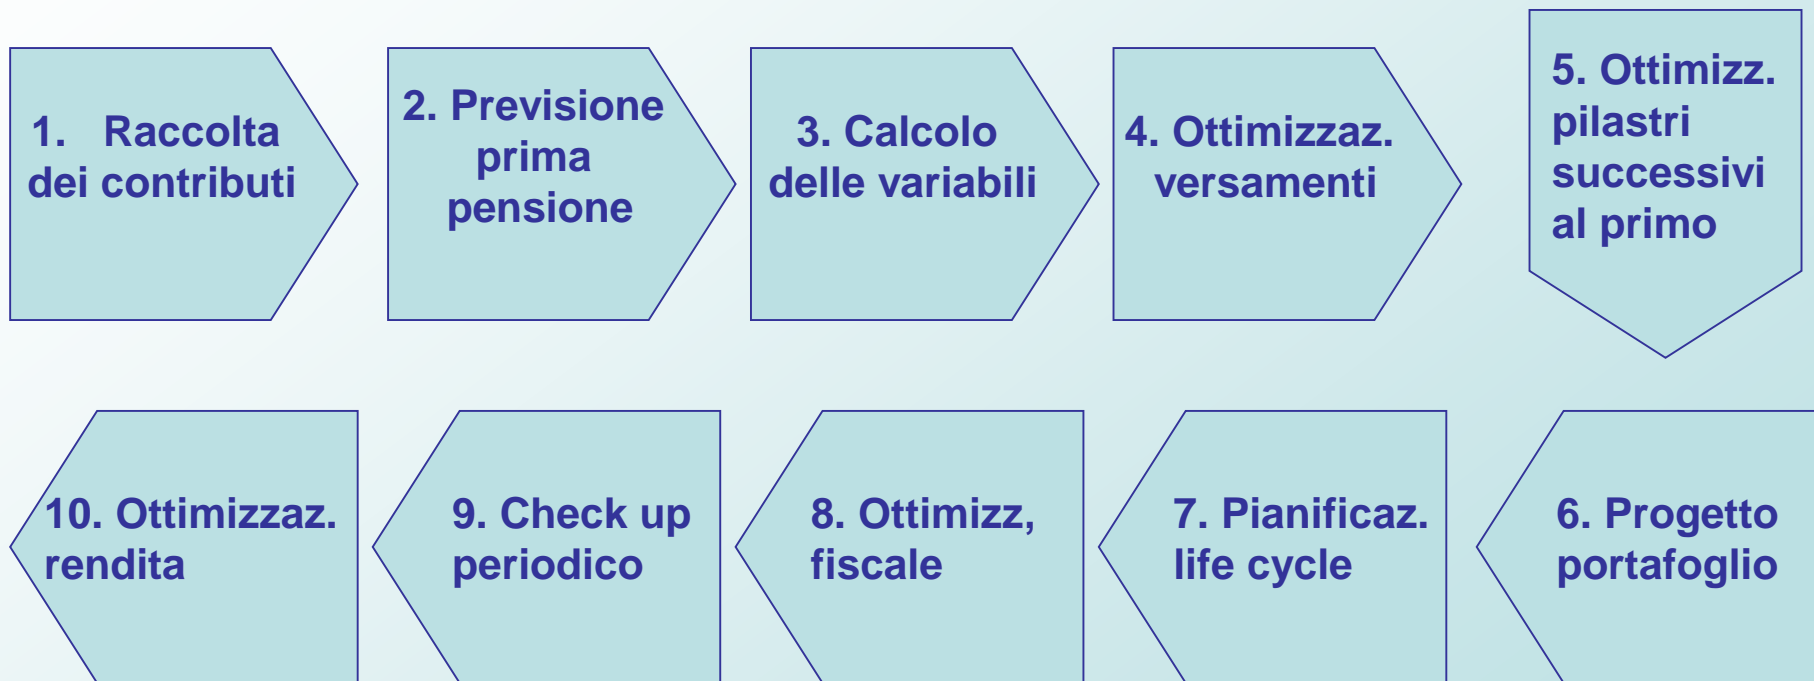 1. Raccolta
dei contributi
2. Previsione
prima
pensione
3. Calcolo
delle variabili
4. Ottimizzaz.
versamenti
5. Ottimizz.
pilastri
successivi
al primo
6. Progetto
portafoglio
7. Pianificaz.
life cycle
8. Ottimizz,
fiscale
9. Check up
periodico
10. Ottimizzaz.
rendita